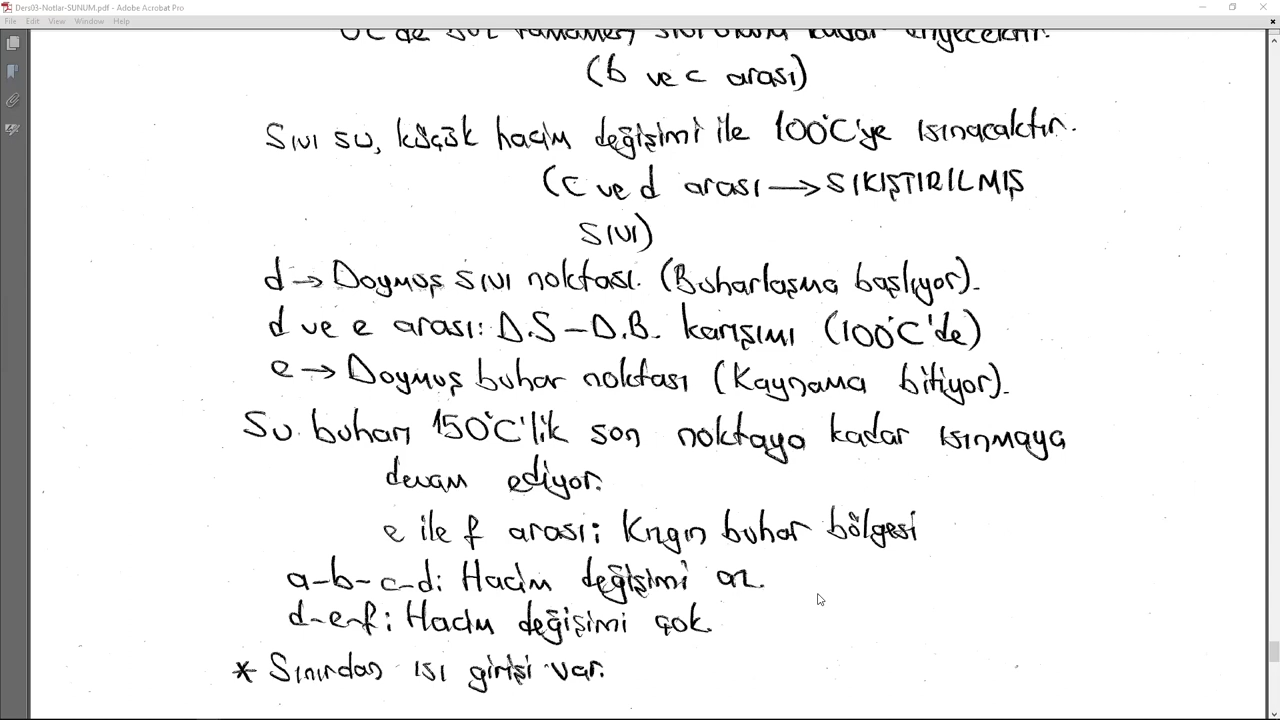 Ders03-Notlar-SUNUM.pdf - Adobe Acrobat Pro
File Edit View Window Help
(b ve c arası)
Sıvı su, küçük hacim değişimi ile 100°C'ye ısınacaktır.
(c ve d arası → SIKIŞTIRILMIŞ
SIVI)
d → Doymuş sıvı noktası. (Buharlaşma başlıyor).
d ve e arası: D.S - D.B. karışımı (100°C'de)
e → Doymuş buhar noktası (Kaynama bitiyor).
Su buharı 150°C'lik son noktaya kadar ısınmaya
devam ediyor.
e ile f arası; Kızgın buhar bölgesi
a-b-c-d: Hacim değişimi az.
d-e-f: Hacim değişimi çok.
* Sınırdan ısı girişi var.